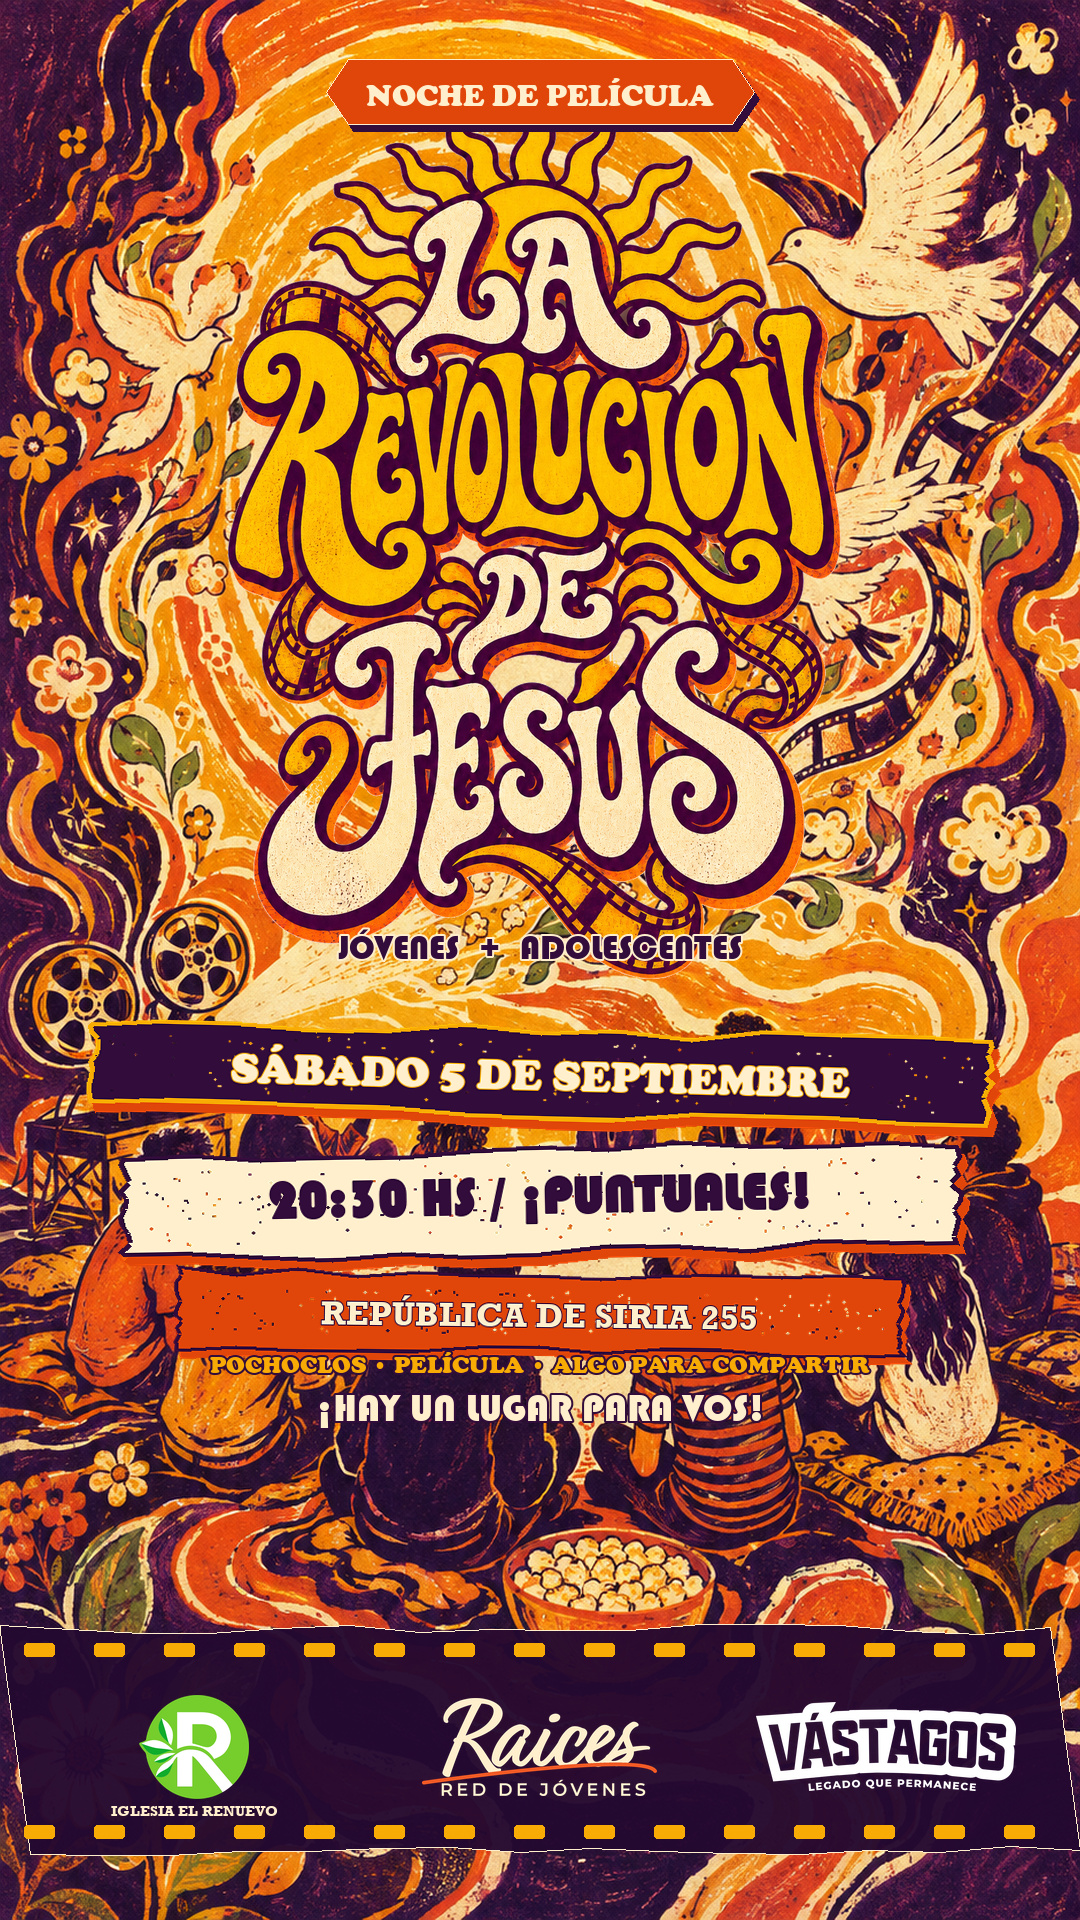 NOCHE DE PELÍCULA
LA
REVOLUCIÓN
DE
JESÚS
JÓVENES + ADOLESCENTES
SÁBADO 5 DE SEPTIEMBRE
20:30 HS / ¡PUNTUALES!
REPÚBLICA DE SIRIA 255
POCHOCLOS • PELÍCULA • ALGO PARA COMPARTIR
¡HAY UN LUGAR PARA VOS!
R
IGLESIA EL RENUEVO
Raices
RED DE JÓVENES
VÁSTAGOS
LEGADO QUE PERMANECE